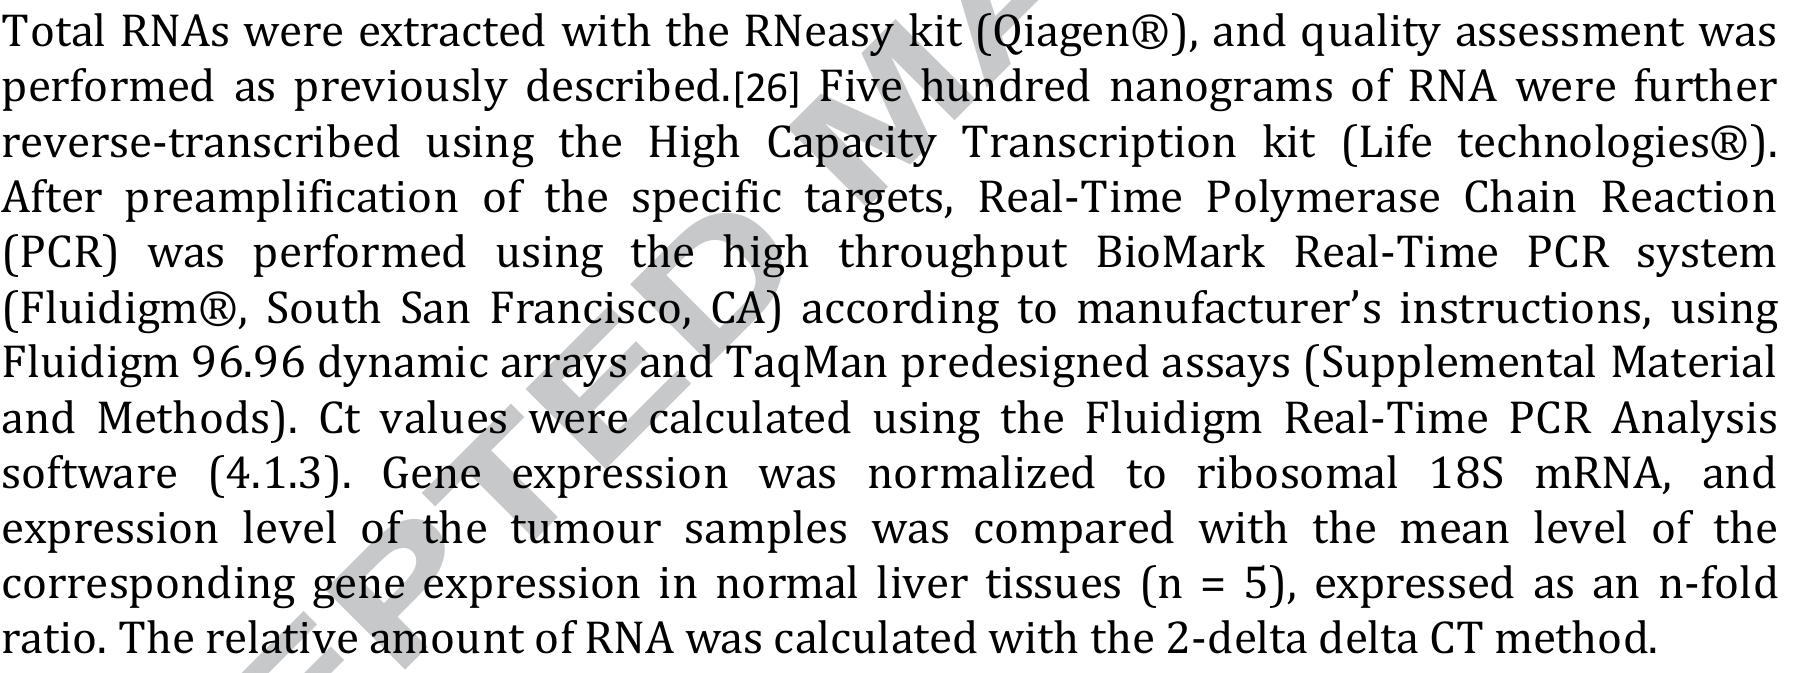 Total RNAs were extracted with the RNeasy kit (Qiagen®), and quality assessment was
performed as previously described.[26] Five hundred nanograms of RNA were further
reverse-transcribed using the High Capacity Transcription kit (Life technologies®).
After preamplification of the specific targets, Real-Time Polymerase Chain Reaction
(PCR) was performed using the high throughput BioMark Real-Time PCR system
(Fluidigm®, South San Francisco, CA) according to manufacturer’s instructions, using
Fluidigm 96.96 dynamic arrays and TaqMan predesigned assays (Supplemental Material
and Methods). Ct values were calculated using the Fluidigm Real-Time PCR Analysis
software (4.1.3). Gene expression was normalized to ribosomal 18S mRNA, and
expression level of the tumour samples was compared with the mean level of the
corresponding gene expression in normal liver tissues (n = 5), expressed as an n-fold
ratio. The relative amount of RNA was calculated with the 2-delta delta CT method.